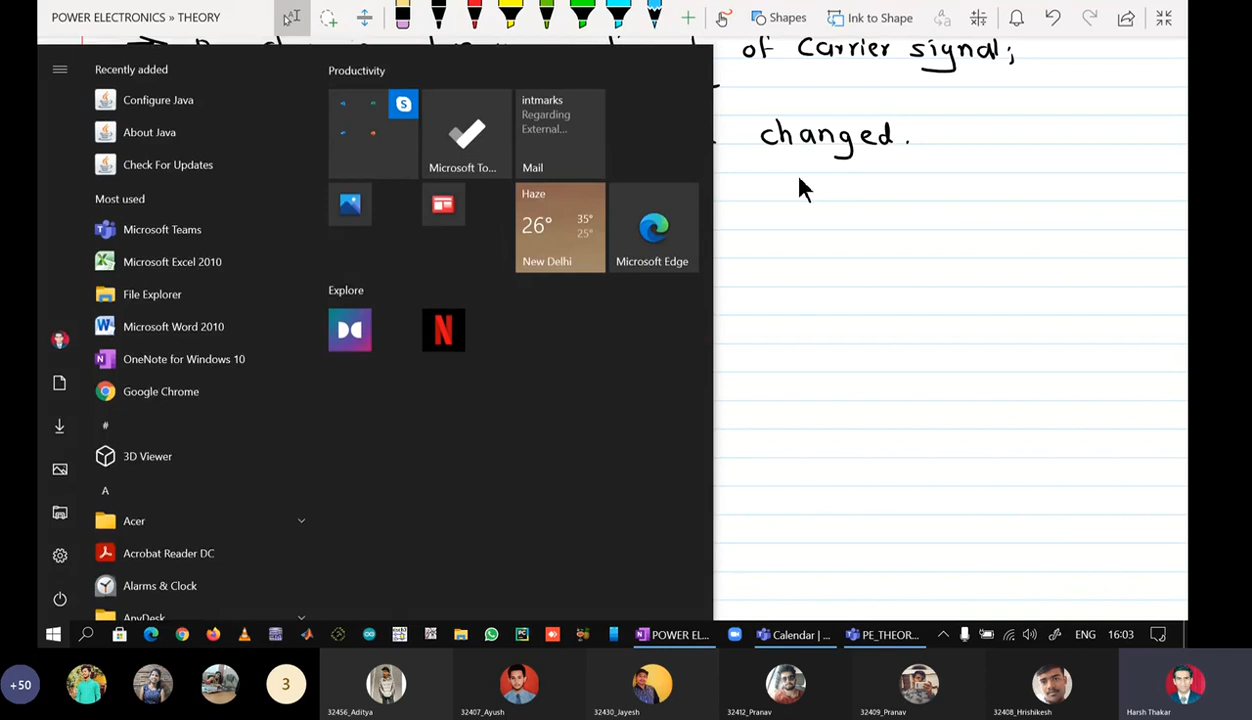 POWER ELECTRONICS » THEORY
Shapes
Ink to Shape
of Carrier signal;
changed.
Recently added
Configure Java
About Java
Check For Updates
Most used
Microsoft Teams
Microsoft Excel 2010
File Explorer
Microsoft Word 2010
OneNote for Windows 10
Google Chrome
#
3D Viewer
A
Acer
Acrobat Reader DC
Alarms & Clock
AnyDesk
Productivity
Microsoft To...
intmarks
Regarding
External...
Mail
Haze
26° 35°
25°
New Delhi
Microsoft Edge
Explore
N
POWER EL...
Calendar | ...
PE_THEOR...
ENG
16:03
+50
3
32456_Aditya
32407_Ayush
32430_Jayesh
32412_Pranav
32409_Pranav
32408_Hrishikesh
Harsh Thakar